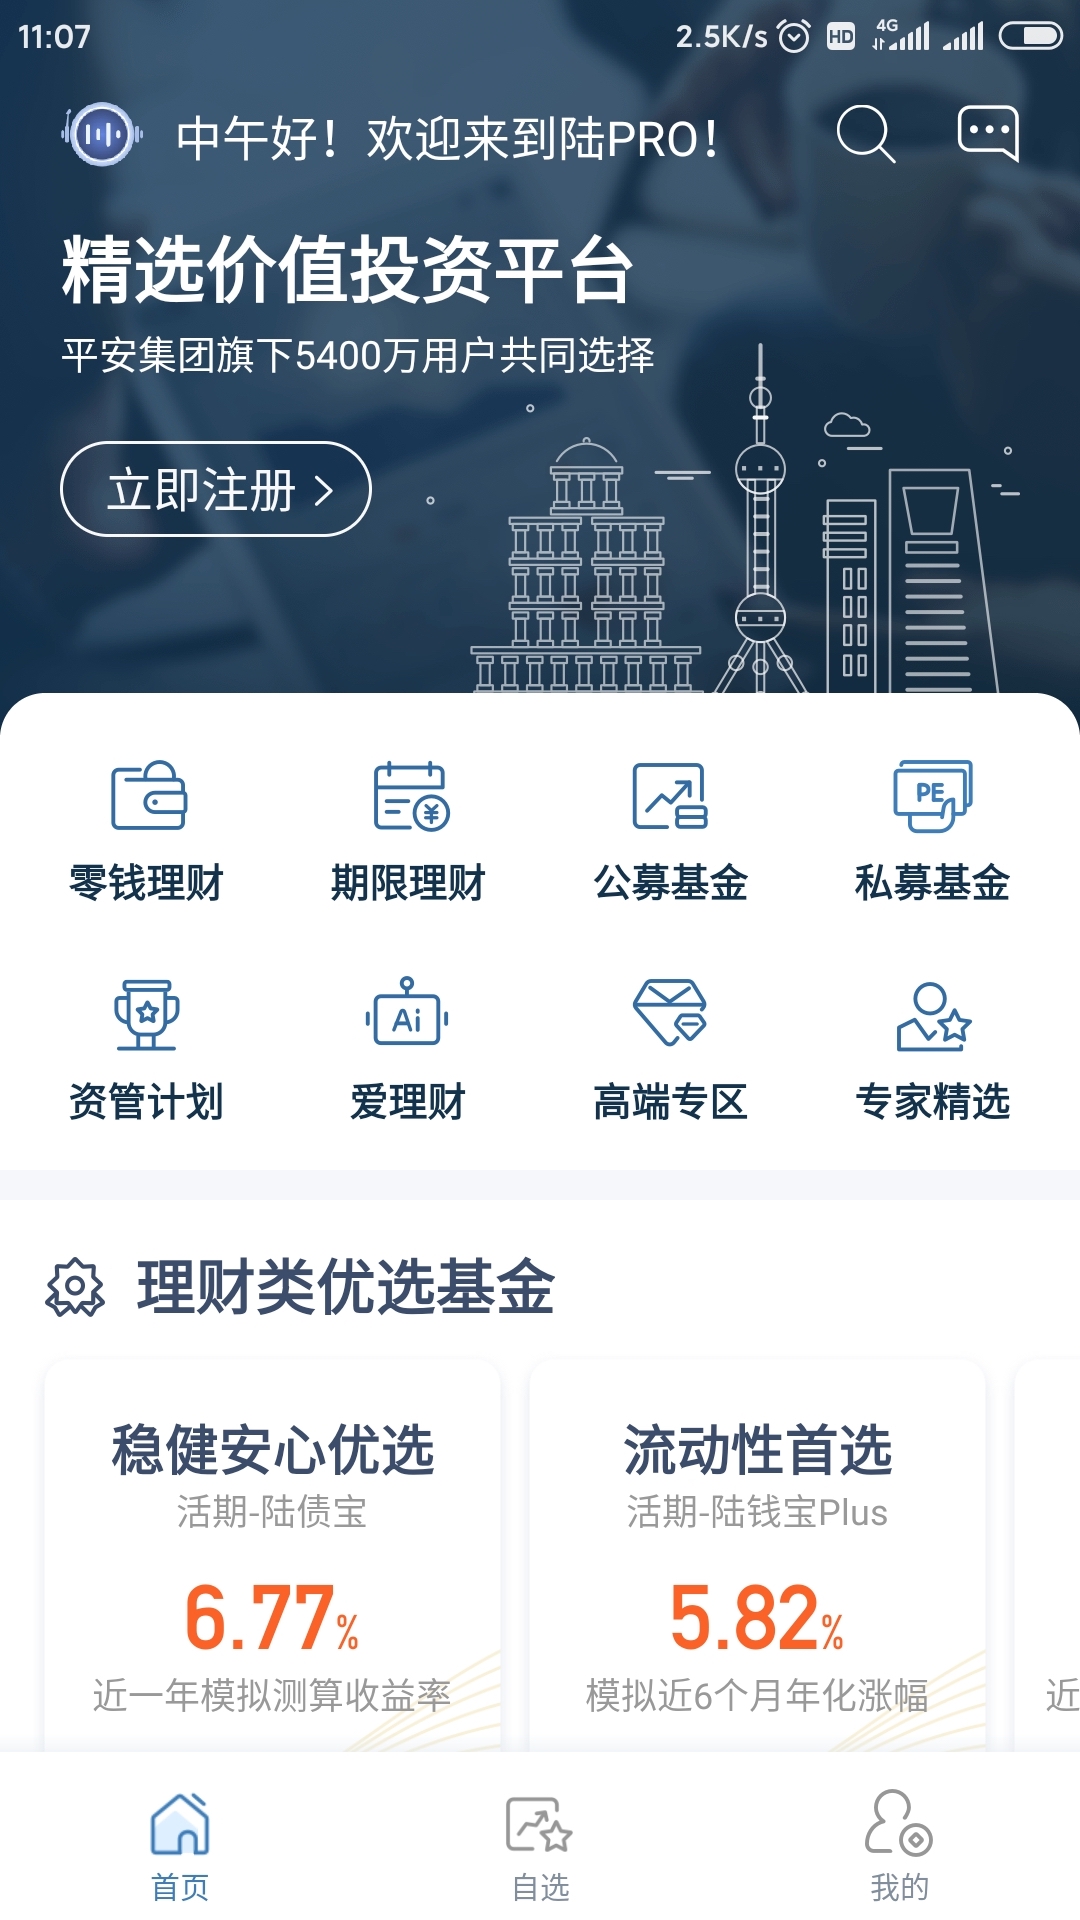 11:07 2.5K/s HD 4G
中午好！欢迎来到陆PRO！
精选价值投资平台
平安集团旗下5400万用户共同选择
立即注册
PE
零钱理财 期限理财 公募基金 私募基金
Ai
资管计划 爱理财 高端专区 专家精选
理财类优选基金
稳健安心优选 流动性首选
活期-陆债宝 活期-陆钱宝Plus
6.77% 5.82%
近一年模拟测算收益率 模拟近6个月年化涨幅 近
首页 自选 我的